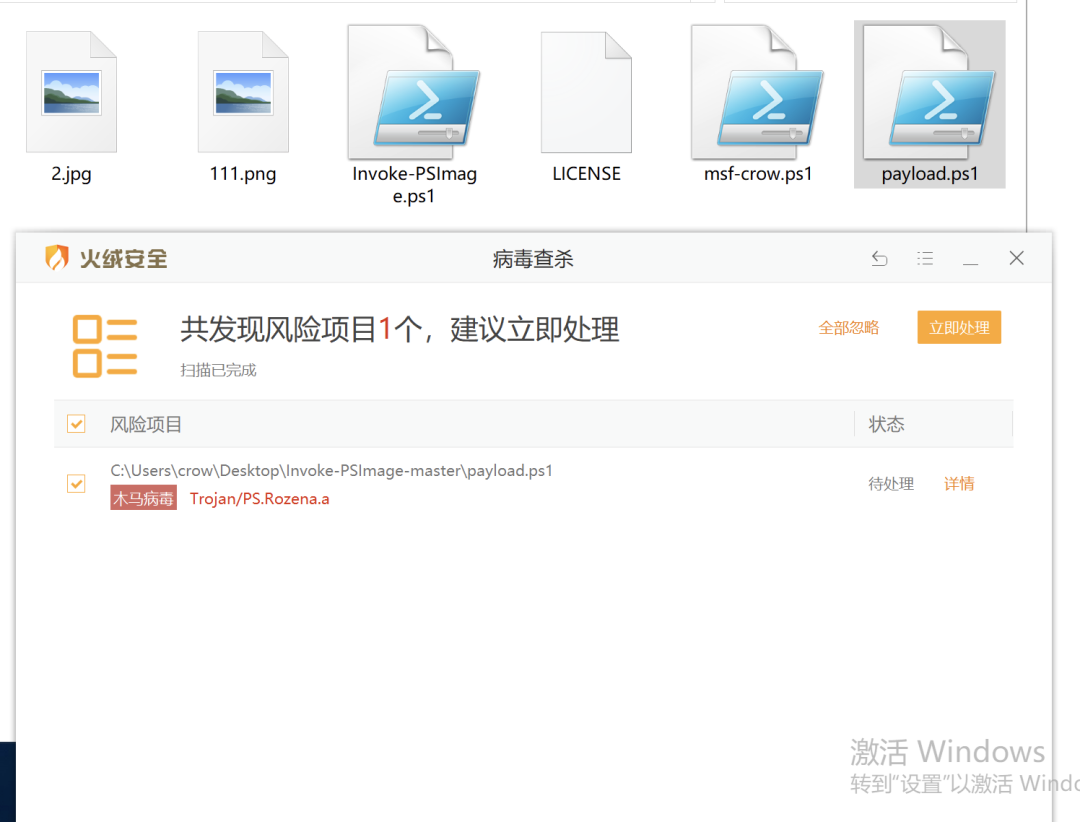 2.jpg
111.png
Invoke-PSImag
e.ps1
LICENSE
msf-crow.ps1
payload.ps1
火绒安全
病毒查杀
共发现风险项目1个，建议立即处理
全部忽略
立即处理
扫描已完成
风险项目
状态
C:\Users\crow\Desktop\Invoke-PSImage-master\payload.ps1
木马病毒 Trojan/PS.Rozena.a
待处理
详情
激活 Windows
转到"设置"以激活 Windo